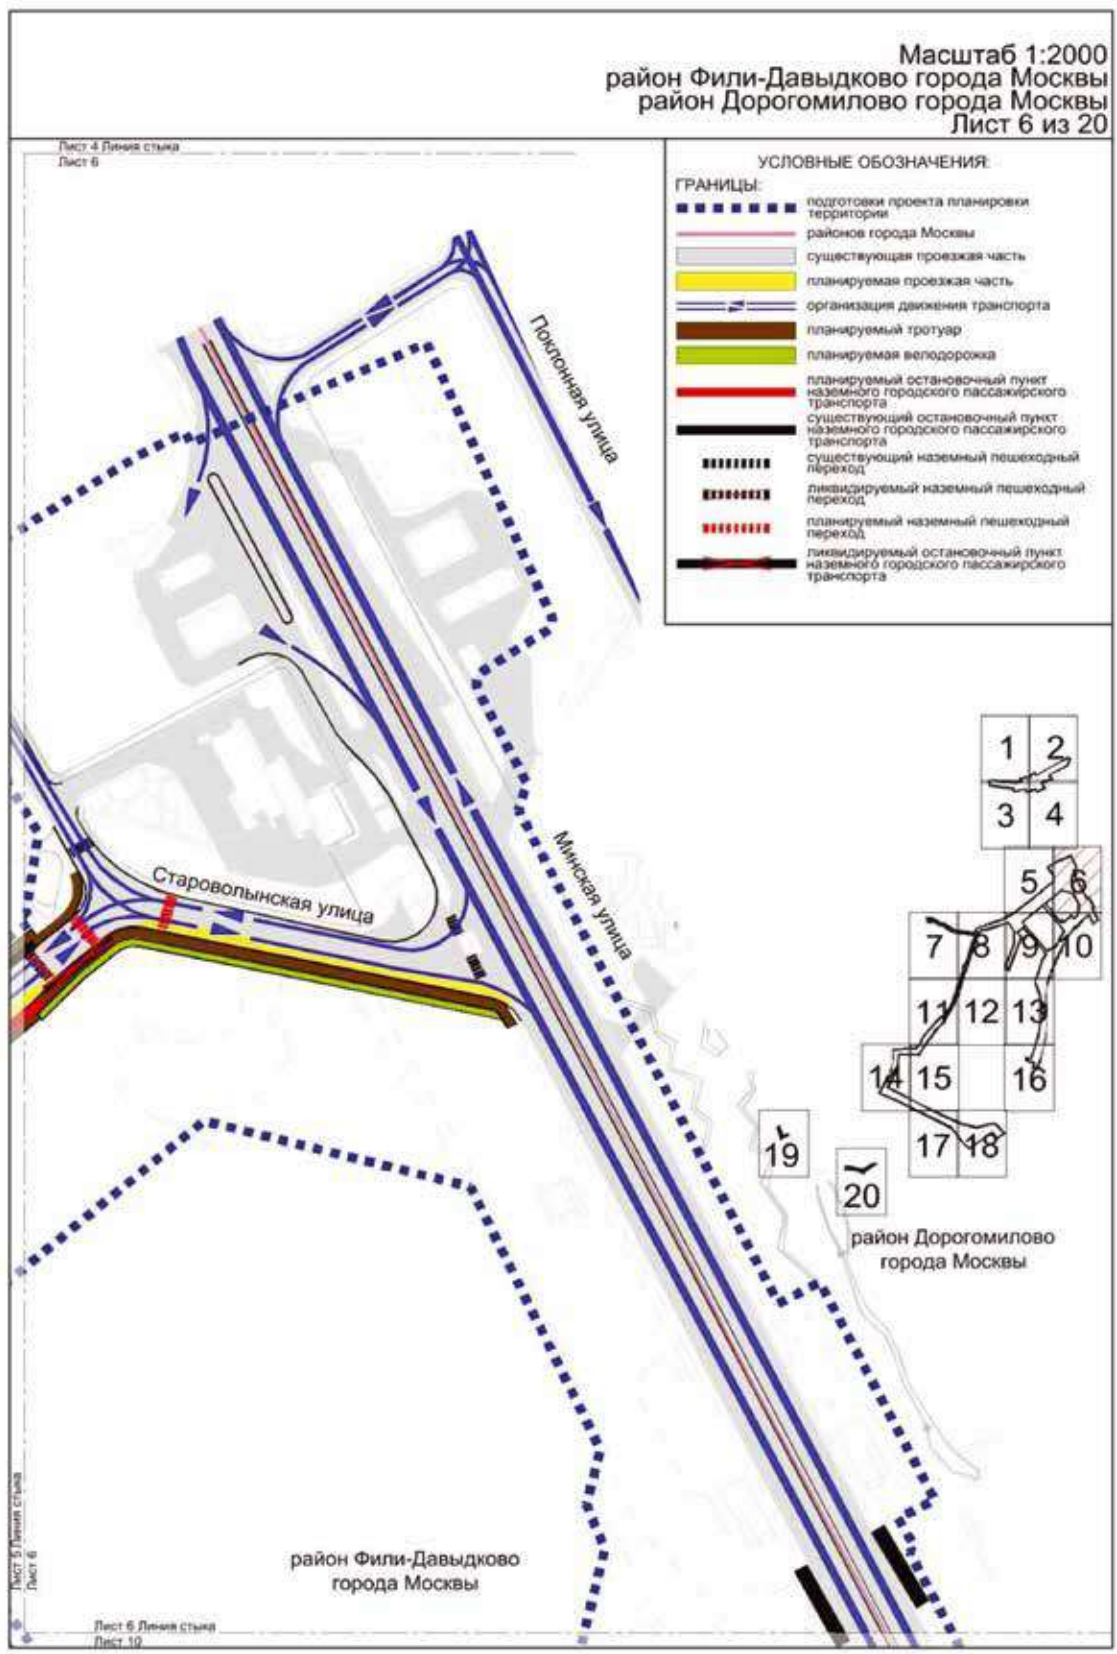 Масштаб 1:2000
район Фили-Давыдково города Москвы
район Дорогомилово города Москвы
Лист 6 из 20
Лист 4 Линия стыка
Лист 6
УСЛОВНЫЕ ОБОЗНАЧЕНИЯ:
ГРАНИЦЫ:
подготовки проекта планировки
территории
районов города Москвы
существующая проезжая часть
планируемая проезжая часть
организация движения транспорта
планируемый тротуар
планируемая велодорожка
планируемый остановочный пункт
наземного городского пассажирского
транспорта
существующий остановочный пункт
наземного городского пассажирского
транспорта
существующий наземный пешеходный
переход
ликвидируемый наземный пешеходный
переход
планируемый наземный пешеходный
переход
ликвидируемый остановочный пункт
наземного городского пассажирского
транспорта
Поклонная улица
Минская улица
Староволынская улица
1 2
3 4
5 6
7 8 9 10
11 12 13
14 15 16
17 18
19
20
район Дорогомилово
города Москвы
район Фили-Давыдково
города Москвы
Лист 5 Линия стыка
Лист 6
Лист 6 Линия стыка
Лист 10